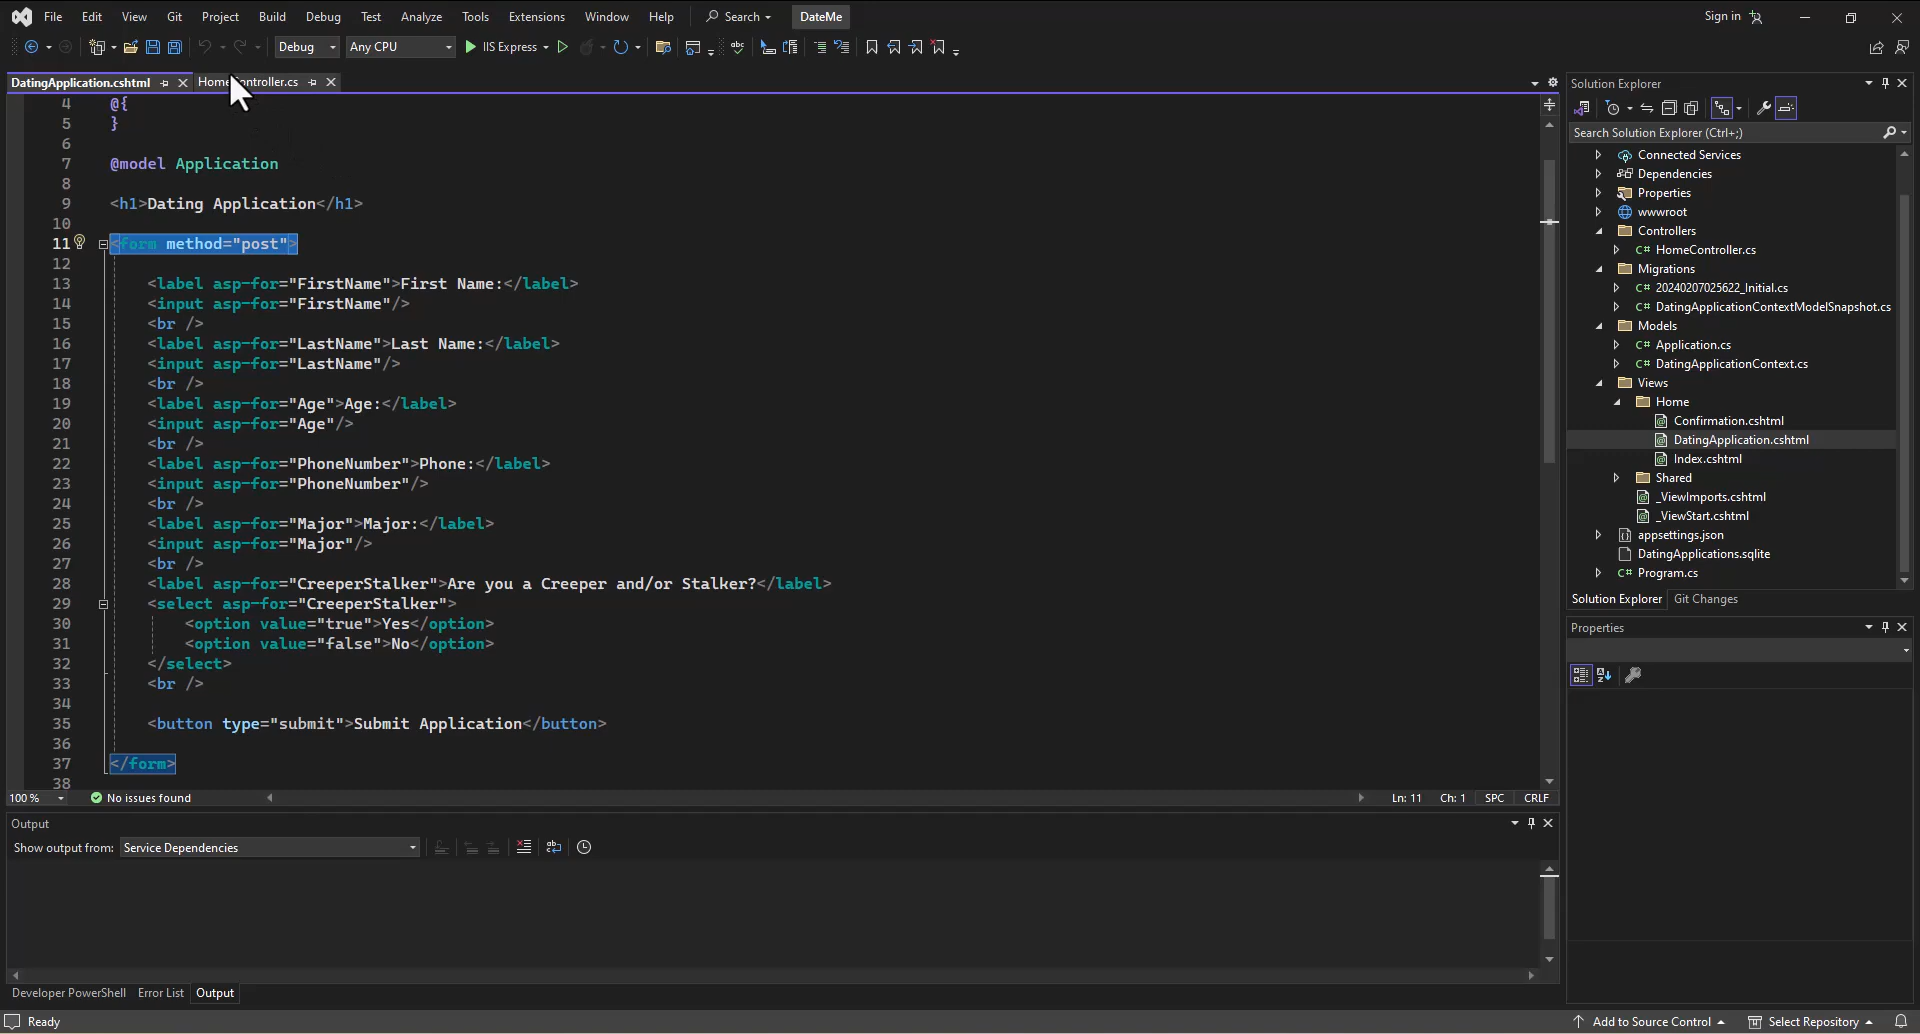 File Edit View Git Project Build Debug Test Analyze Tools Extensions Window Help Search DateMe Sign in
Debug Any CPU IIS Express
DatingApplication.cshtml HomeController.cs
4 @{
5 }
6
7 @model Application
8
9 <h1>Dating Application</h1>
10
11 <form method="post">
12
13 <label asp-for="FirstName">First Name:</label>
14 <input asp-for="FirstName"/>
15 <br />
16 <label asp-for="LastName">Last Name:</label>
17 <input asp-for="LastName"/>
18 <br />
19 <label asp-for="Age">Age:</label>
20 <input asp-for="Age"/>
21 <br />
22 <label asp-for="PhoneNumber">Phone:</label>
23 <input asp-for="PhoneNumber"/>
24 <br />
25 <label asp-for="Major">Major:</label>
26 <input asp-for="Major"/>
27 <br />
28 <label asp-for="CreeperStalker">Are you a Creeper and/or Stalker?</label>
29 <select asp-for="CreeperStalker">
30 <option value="true">Yes</option>
31 <option value="false">No</option>
32 </select>
33 <br />
34
35 <button type="submit">Submit Application</button>
36
37 </form>
38
100 % No issues found Ln: 11 Ch: 1 SPC CRLF
Output
Show output from: Service Dependencies
Developer PowerShell Error List Output
Solution Explorer
Search Solution Explorer (Ctrl+;)
Connected Services
Dependencies
Properties
wwwroot
Controllers
C# HomeController.cs
Migrations
C# 20240207025622_Initial.cs
C# DatingApplicationContextModelSnapshot.cs
Models
C# Application.cs
C# DatingApplicationContext.cs
Views
Home
Confirmation.cshtml
DatingApplication.cshtml
Index.cshtml
Shared
_ViewImports.cshtml
_ViewStart.cshtml
appsettings.json
DatingApplications.sqlite
C# Program.cs
Solution Explorer Git Changes
Properties
Ready Add to Source Control Select Repository